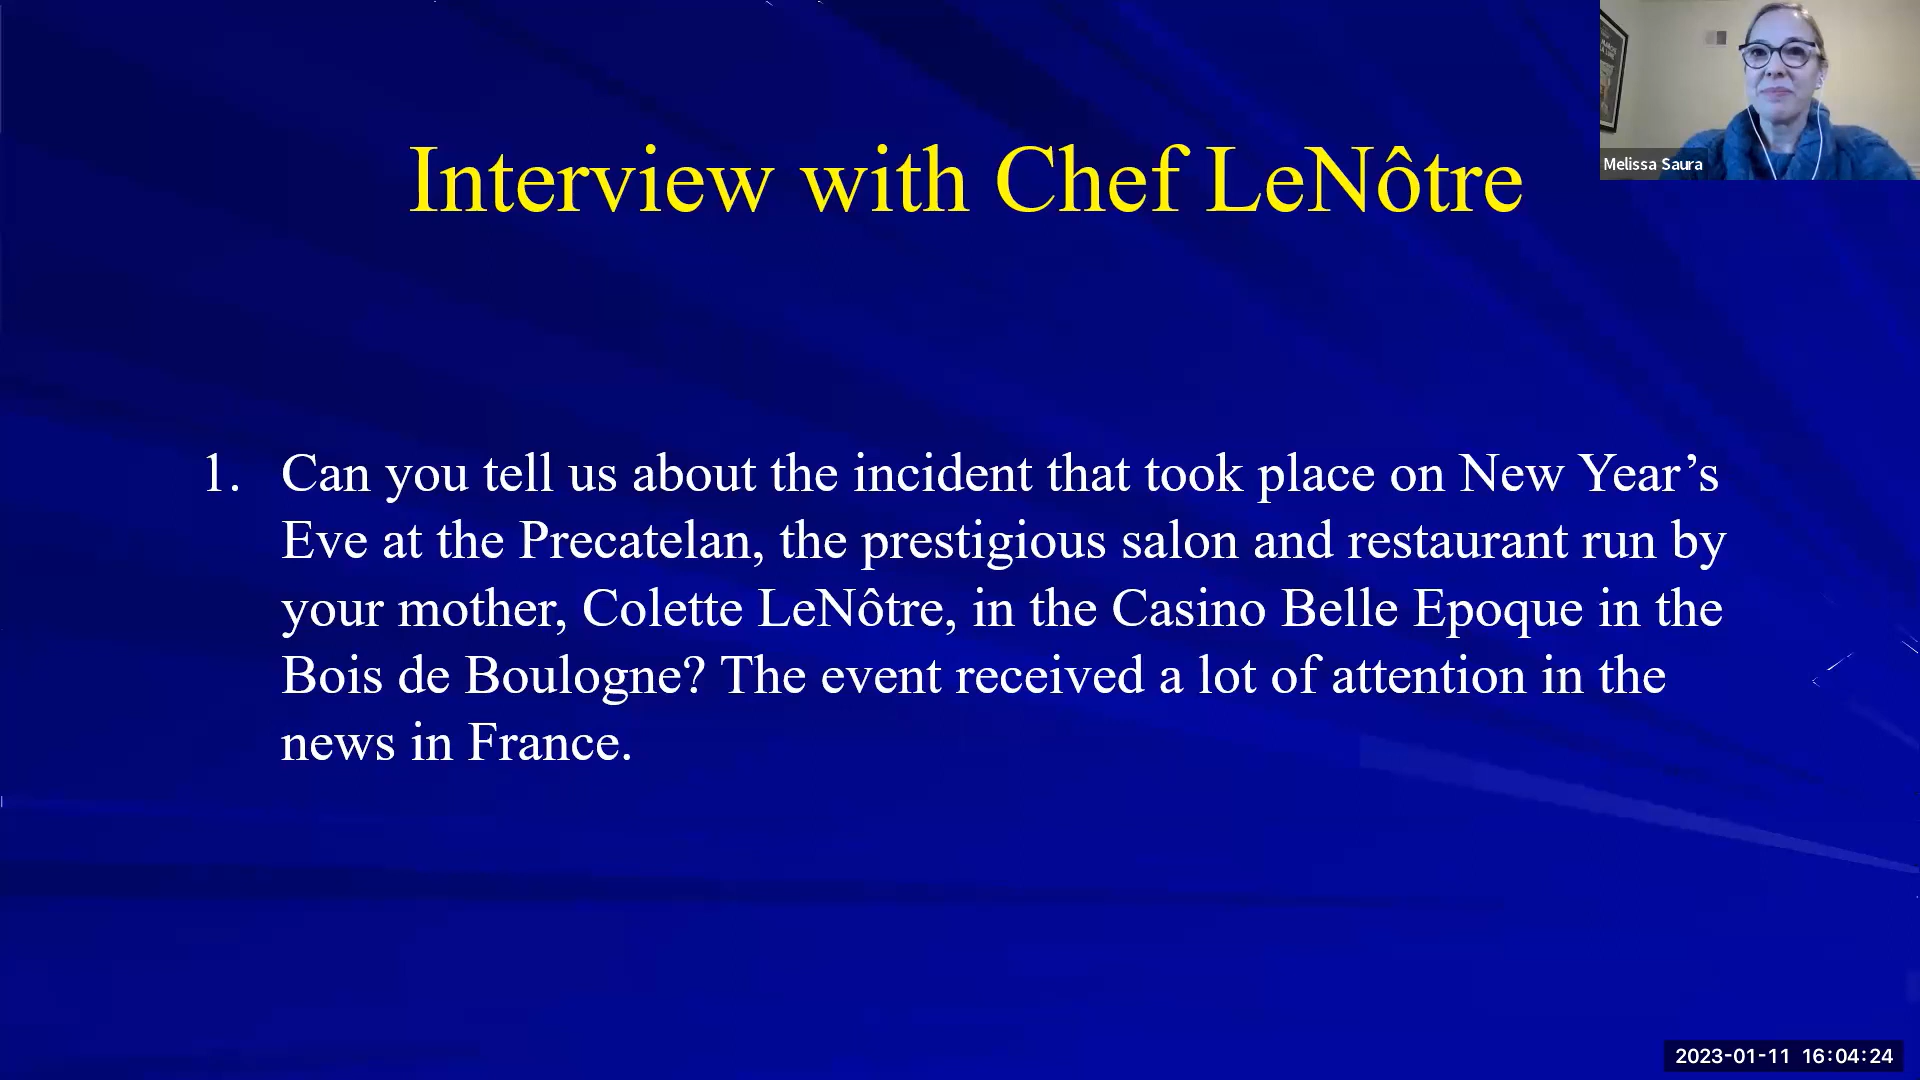 Melissa Saura
Interview with Chef LeNôtre
1. Can you tell us about the incident that took place on New Year’s
Eve at the Precatelan, the prestigious salon and restaurant run by
your mother, Colette LeNôtre, in the Casino Belle Epoque in the
Bois de Boulogne? The event received a lot of attention in the
news in France.
2023-01-11 16:04:24